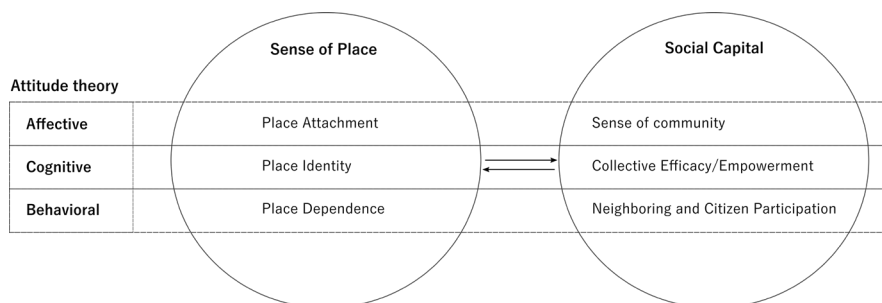 Sense of Place
Social Capital
Attitude theory
Affective
Place Attachment
Sense of community
Cognitive
Place Identity
Collective Efficacy/Empowerment
Behavioral
Place Dependence
Neighboring and Citizen Participation